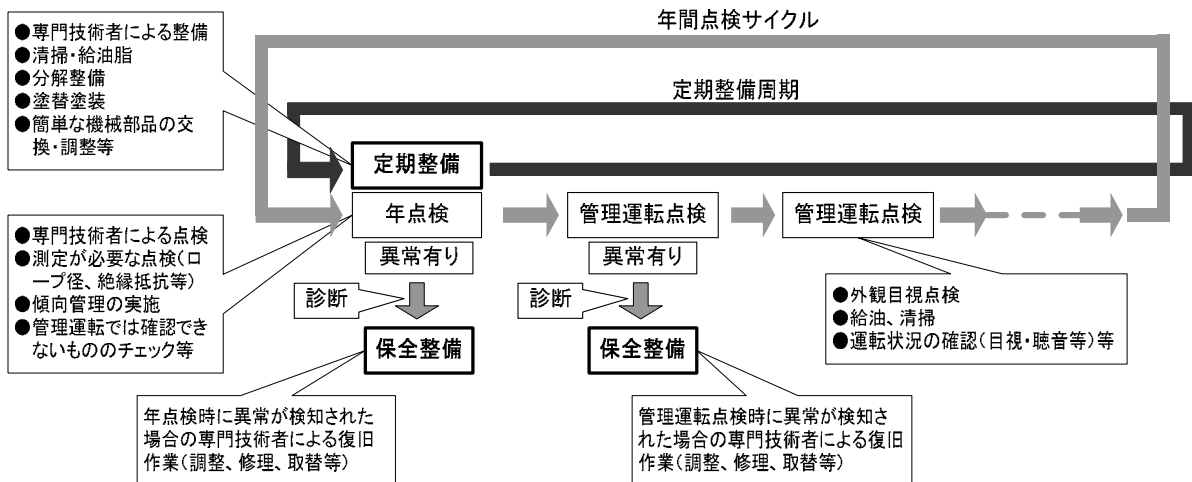 年間点検サイクル
●専門技術者による整備
●清掃・給油脂
●分解整備
●塗替塗装
●簡単な機械部品の交
換・調整等
定期整備周期
定期整備
年点検
管理運転点検
管理運転点検
●専門技術者による点検
●測定が必要な点検(ロ
ープ径、絶縁抵抗等)
●傾向管理の実施
●管理運転では確認でき
ないもののチェック等
異常有り
異常有り
診断
診断
●外観目視点検
●給油、清掃
●運転状況の確認(目視・聴音等)等
保全整備
保全整備
年点検時に異常が検知された
場合の専門技術者による復旧
作業(調整、修理、取替等)
管理運転点検時に異常が検知さ
れた場合の専門技術者による復旧
作業(調整、修理、取替等)